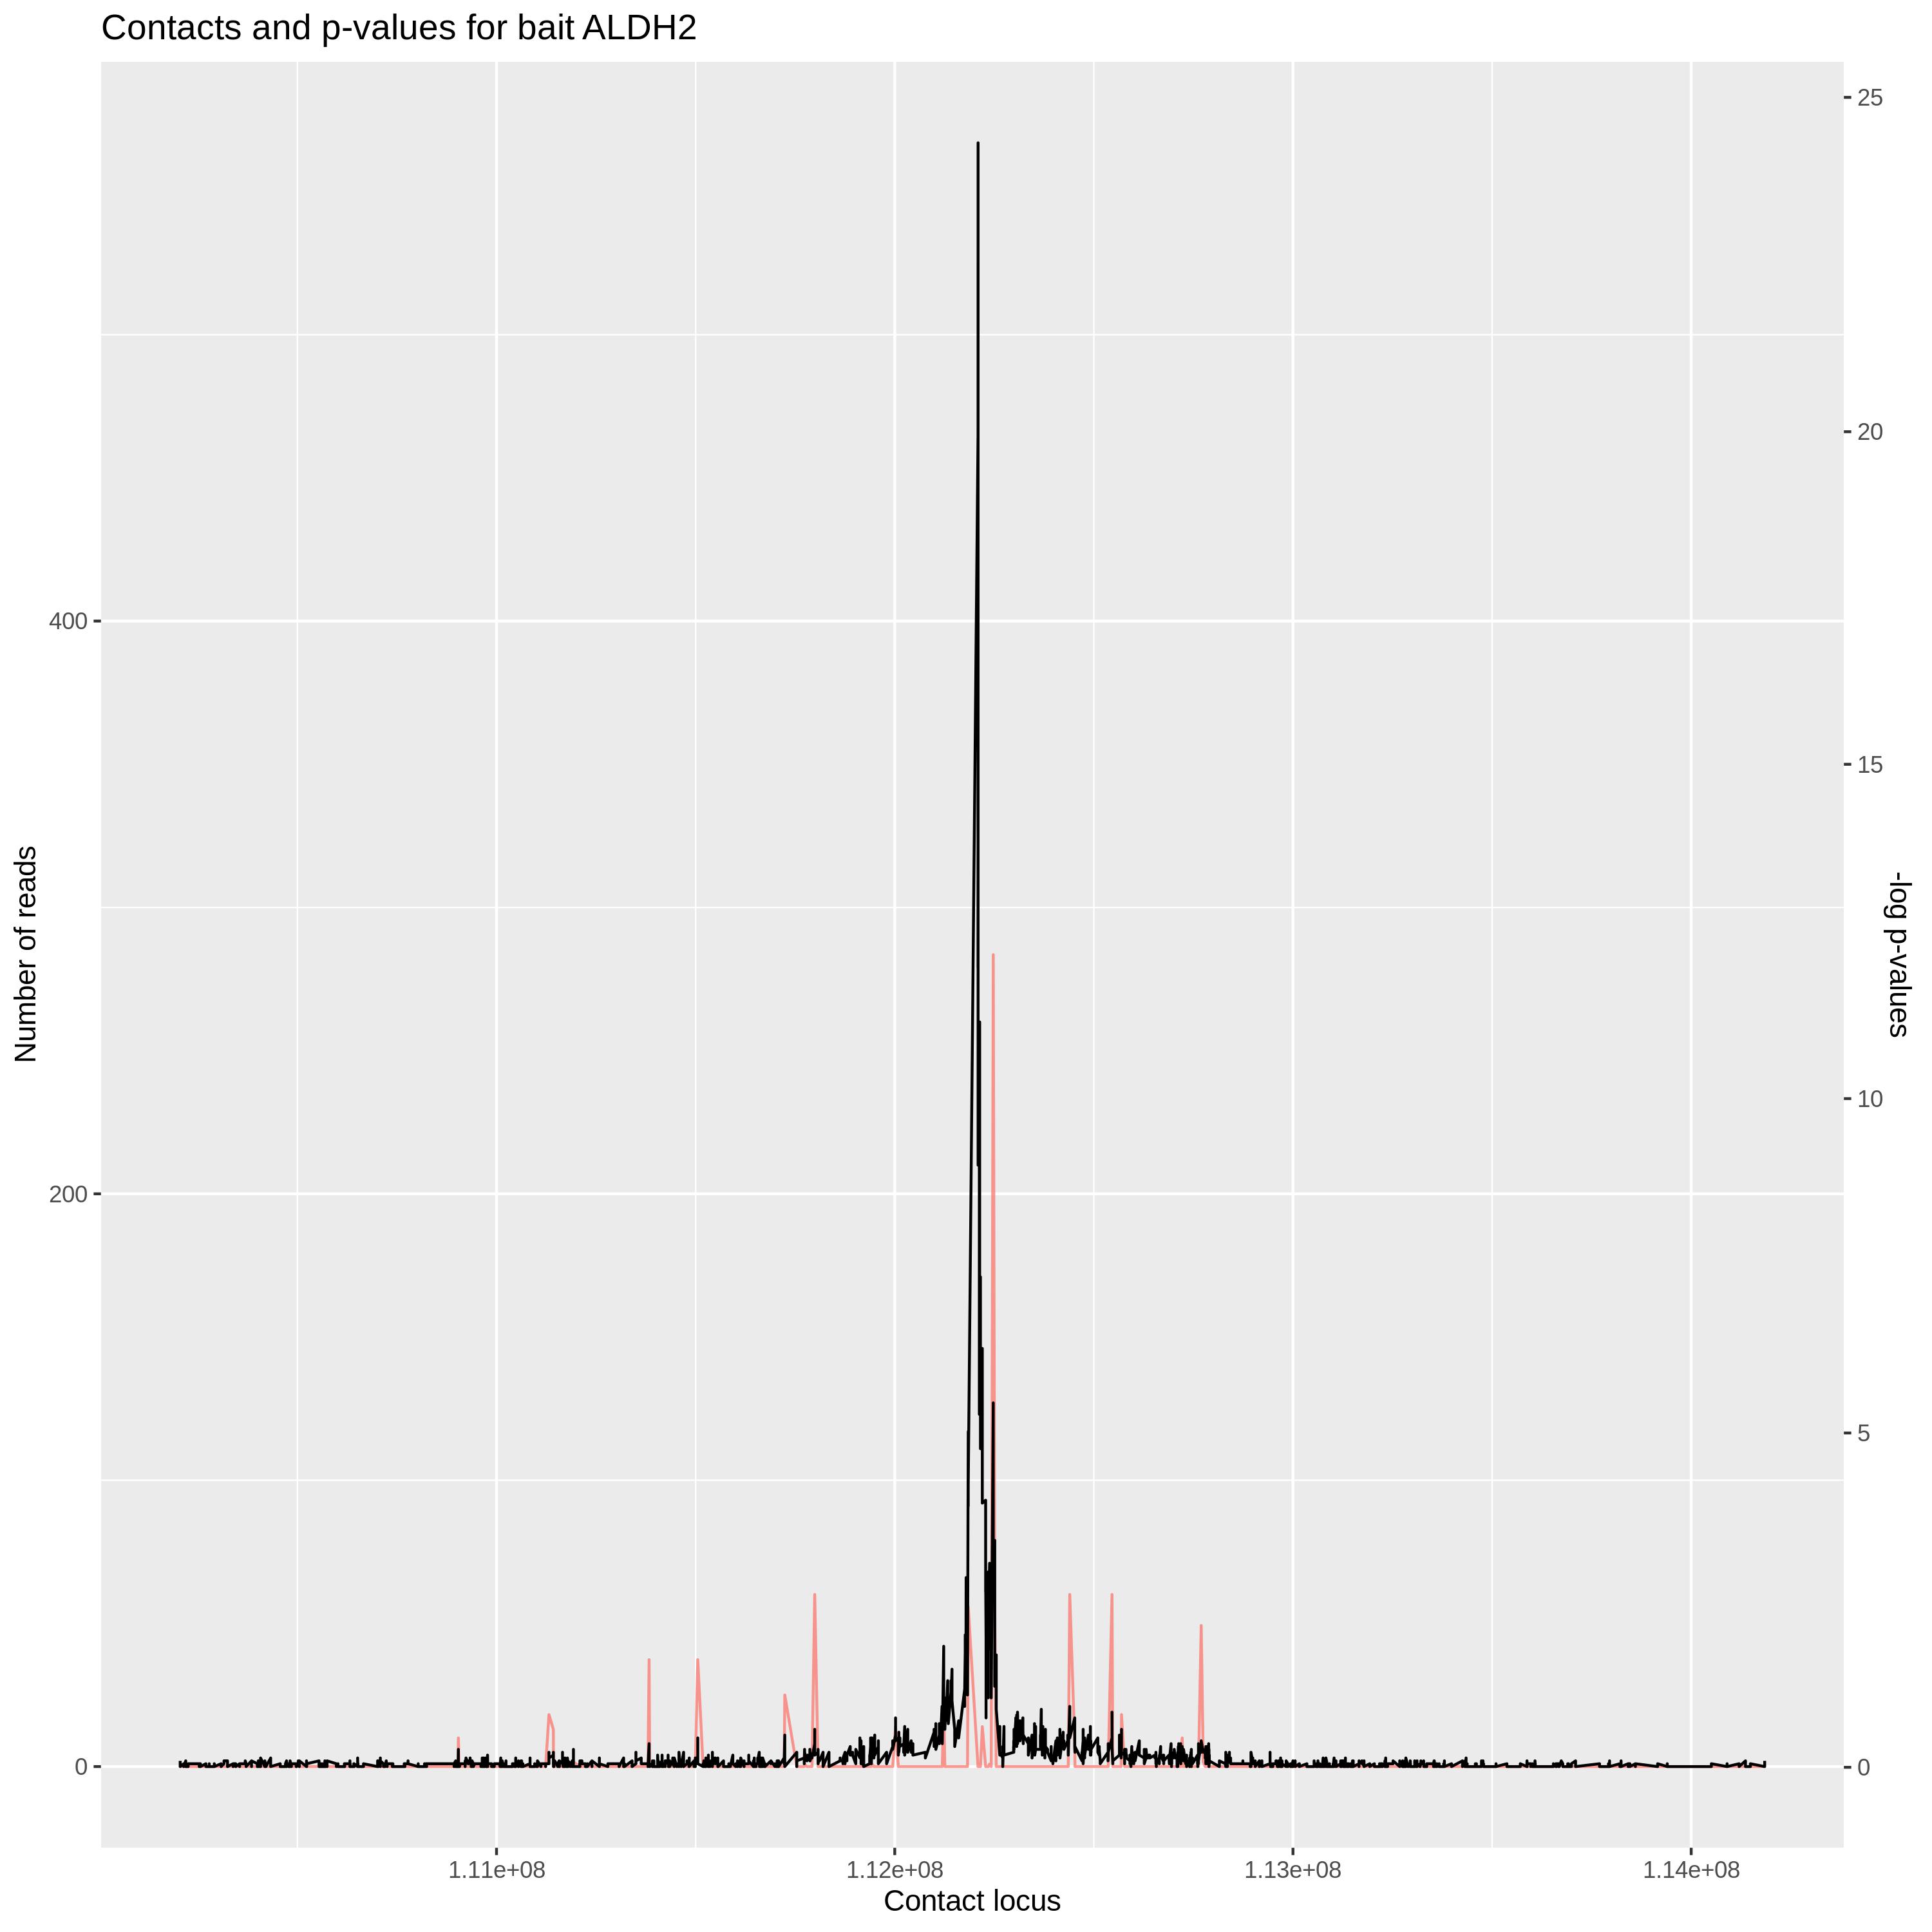 Contacts and p-values for bait ALDH2
Number of reads
400
200
0
25
20
15
10
5
0
-log p-values
1.11e+08
1.12e+08
1.13e+08
1.14e+08
Contact locus